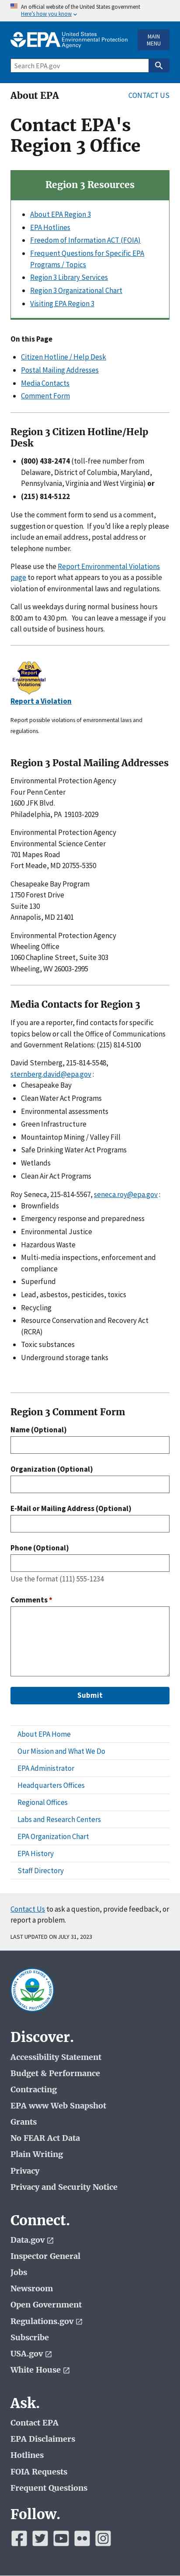 An official website of the United States government
Here's how you know
EPA United States
Environmental Protection
Agency
MAIN
MENU
Search EPA.gov
About EPA
CONTACT US
Contact EPA's
Region 3 Office
Region 3 Resources
About EPA Region 3
EPA Hotlines
Freedom of Information ACT (FOIA)
Frequent Questions for Specific EPA
Programs / Topics
Region 3 Library Services
Region 3 Organizational Chart
Visiting EPA Region 3
On this Page
Citizen Hotline / Help Desk
Postal Mailing Addresses
Media Contacts
Comment Form
Region 3 Citizen Hotline/Help
Desk
(800) 438-2474 (toll-free number from
Delaware, District of Columbia, Maryland,
Pennsylvania, Virginia and West Virginia) or
(215) 814-5122
Use the comment form to send us a comment,
suggestion or question. If you'd like a reply please
include an email address, postal address or
telephone number.
Please use the Report Environmental Violations
page to report what appears to you as a possible
violation of environmental laws and regulations.
Call us weekdays during normal business hours of
8:00 am to 4:30 pm. You can leave a message if you
call outside of business hours.
EPA
Environmental
Violations
Report a Violation
Report possible violations of environmental laws and
regulations.
Region 3 Postal Mailing Addresses
Environmental Protection Agency
Four Penn Center
1600 JFK Blvd.
Philadelphia, PA 19103-2029
Environmental Protection Agency
Environmental Science Center
701 Mapes Road
Fort Meade, MD 20755-5350
Chesapeake Bay Program
1750 Forest Drive
Suite 130
Annapolis, MD 21401
Environmental Protection Agency
Wheeling Office
1060 Chapline Street, Suite 303
Wheeling, WV 26003-2995
Media Contacts for Region 3
If you are a reporter, find contacts for specific
topics from or call the Office of Communications
and Government Relations: (215) 814-5100
David Sternberg, 215-814-5548,
sternberg.david@epa.gov :
Chesapeake Bay
Clean Water Act Programs
Environmental assessments
Green Infrastructure
Mountaintop Mining / Valley Fill
Safe Drinking Water Act Programs
Wetlands
Clean Air Act Programs
Roy Seneca, 215-814-5567, seneca.roy@epa.gov :
Brownfields
Emergency response and preparedness
Environmental Justice
Hazardous Waste
Multi-media inspections, enforcement and
compliance
Superfund
Lead, asbestos, pesticides, toxics
Recycling
Resource Conservation and Recovery Act
(RCRA)
Toxic substances
Underground storage tanks
Region 3 Comment Form
Name (Optional)
Organization (Optional)
E-Mail or Mailing Address (Optional)
Phone (Optional)
Use the format (111) 555-1234
Comments *
Submit
About EPA Home
Our Mission and What We Do
EPA Administrator
Headquarters Offices
Regional Offices
Labs and Research Centers
EPA Organization Chart
EPA History
Staff Directory
Contact Us to ask a question, provide feedback, or
report a problem.
LAST UPDATED ON JULY 31, 2023
Discover.
Accessibility Statement
Budget & Performance
Contracting
EPA www Web Snapshot
Grants
No FEAR Act Data
Plain Writing
Privacy
Privacy and Security Notice
Connect.
Data.gov
Inspector General
Jobs
Newsroom
Open Government
Regulations.gov
Subscribe
USA.gov
White House
Ask.
Contact EPA
EPA Disclaimers
Hotlines
FOIA Requests
Frequent Questions
Follow.